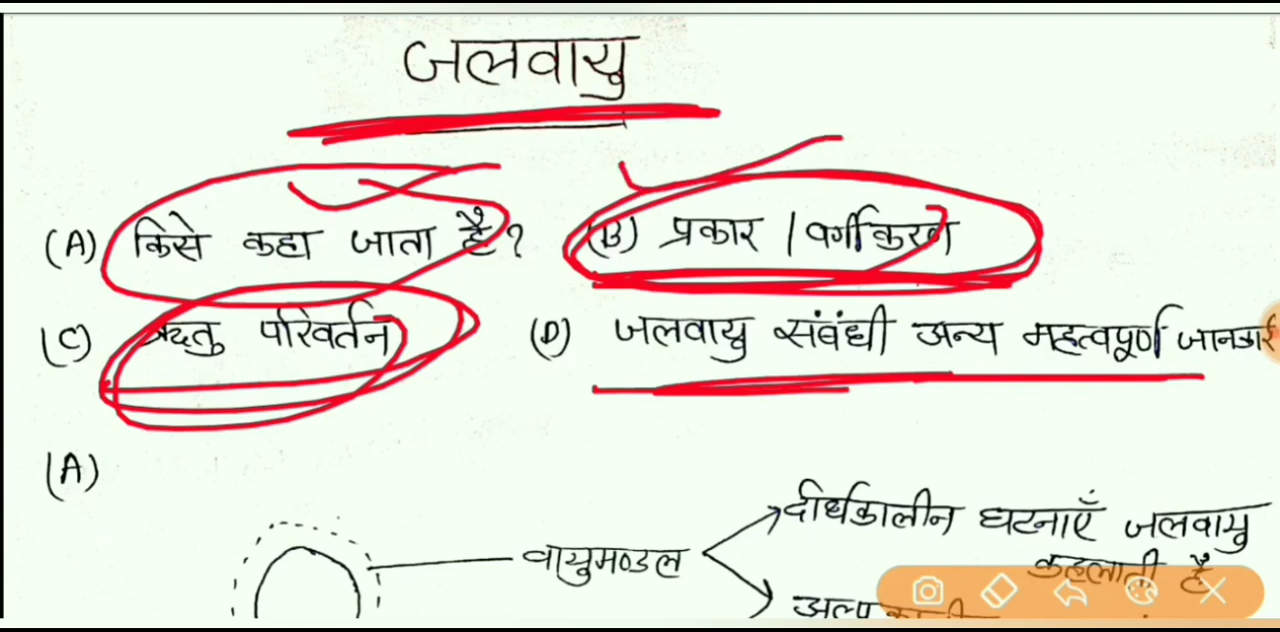 जलवायु
(A) किसे कहा जाता है? (B) प्रकार / वर्गीकरण
(C) ऋतु परिवर्तन (D) जलवायु संबंधी अन्य महत्वपूर्ण
(A)
दीर्घकालीन घटनाएँ जलवायु
वायुमण्डल
कहलाती है